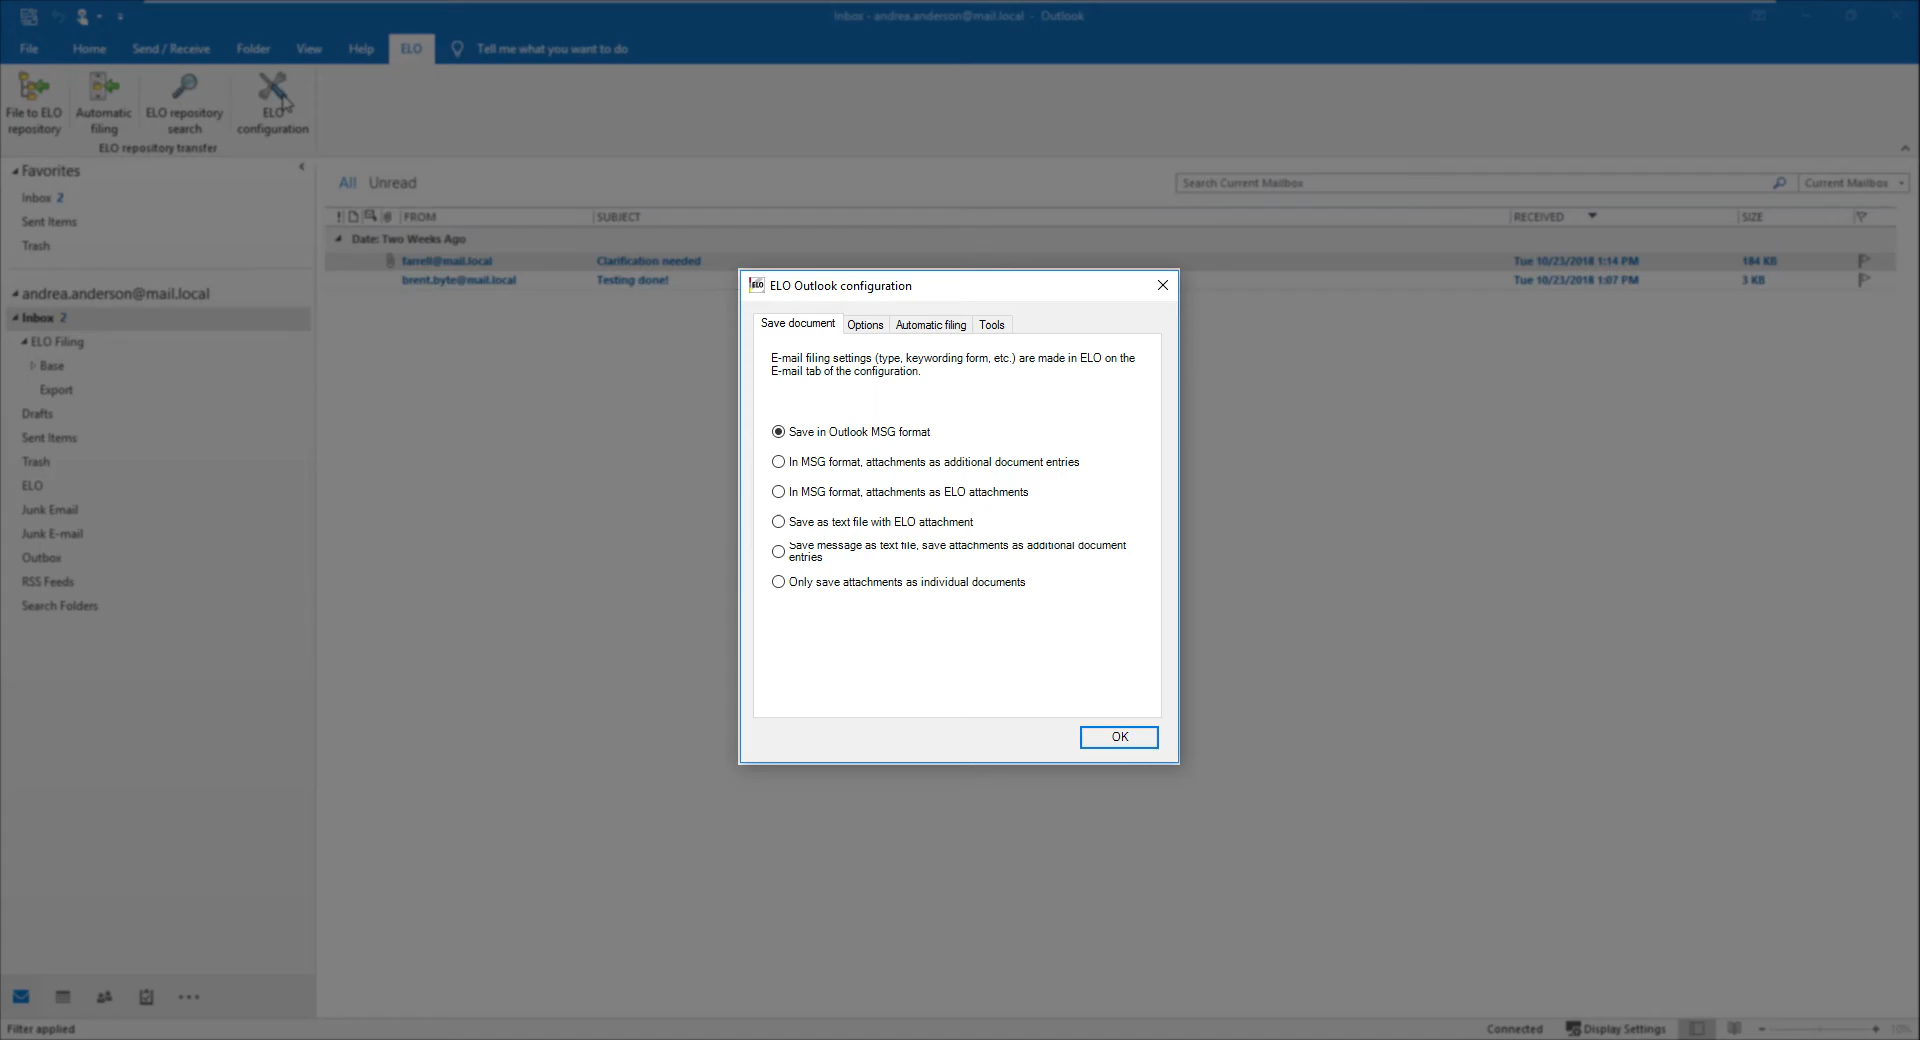 Inbox - andrea.anderson@mail.local - Outlook
File Home Send / Receive Folder View Help ELO Tell me what you want to do
File to ELO repository
Automatic filing
ELO repository search
ELO configuration
ELO repository transfer
Favorites
Inbox 2
Sent Items
Trash
andrea.anderson@mail.local
Inbox 2
ELO Filing
Base
Export
Drafts
Sent Items
Trash
ELO
Junk Email
Junk E-mail
Outbox
RSS Feeds
Search Folders
All Unread
Search Current Mailbox Current Mailbox
FROM SUBJECT RECEIVED SIZE
Date: Two Weeks Ago
farrell@mail.local Clarification needed Tue 10/23/2018 1:14 PM 184 KB
brent.byte@mail.local Testing done! Tue 10/23/2018 1:07 PM 3 KB
ELO ELO Outlook configuration
Save document Options Automatic filing Tools
E-mail filing settings (type, keywording form, etc.) are made in ELO on the
E-mail tab of the configuration.
Save in Outlook MSG format
In MSG format, attachments as additional document entries
In MSG format, attachments as ELO attachments
Save as text file with ELO attachment
Save message as text file, save attachments as additional document
entries
Only save attachments as individual documents
OK
Filter applied
Connected Display Settings